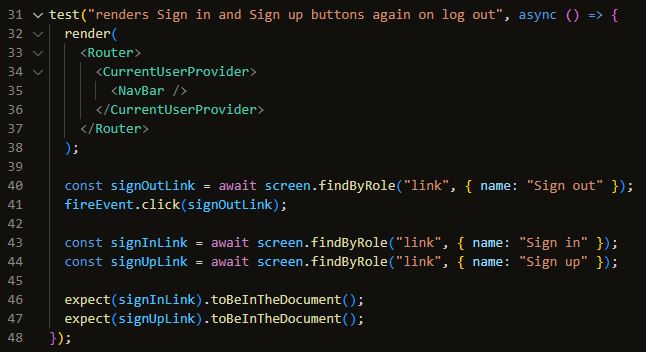 31 test("renders Sign in and Sign up buttons again on log out", async () => {
32   render(
33     <Router>
34       <CurrentUserProvider>
35         <NavBar />
36       </CurrentUserProvider>
37     </Router>
38   );
39
40   const signOutLink = await screen.findByRole("link", { name: "Sign out" });
41   fireEvent.click(signOutLink);
42
43   const signInLink = await screen.findByRole("link", { name: "Sign in" });
44   const signUpLink = await screen.findByRole("link", { name: "Sign up" });
45
46   expect(signInLink).toBeInTheDocument();
47   expect(signUpLink).toBeInTheDocument();
48 });